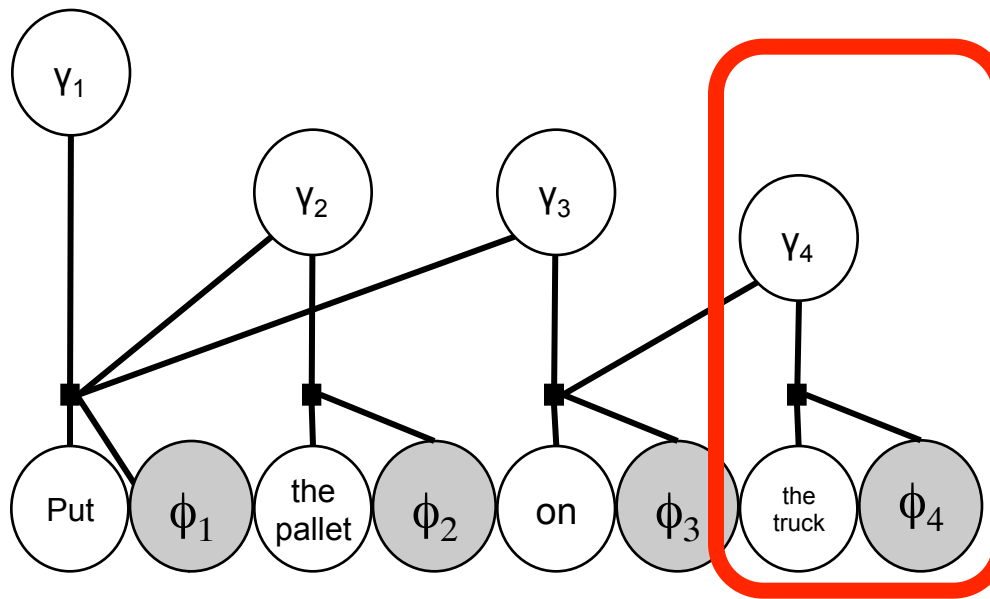 γ₁
γ₂
γ₃
γ₄
Put
ϕ₁
the
pallet
ϕ₂
on
ϕ₃
the
truck
ϕ₄